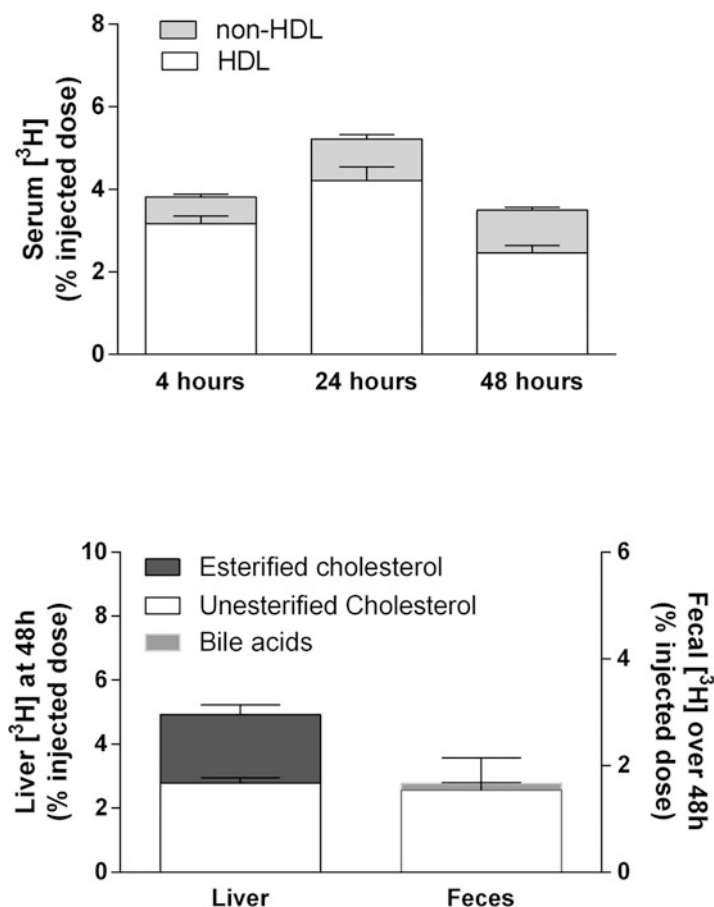 Serum [³H]
(% injected dose)
8
6
4
2
0
non-HDL
HDL
4 hours
24 hours
48 hours
Liver [³H] at 48h
(% injected dose)
10
8
6
4
2
0
Esterified cholesterol
Unesterified Cholesterol
Bile acids
6
4
2
0
Fecal [³H] over 48h
(% injected dose)
Liver
Feces